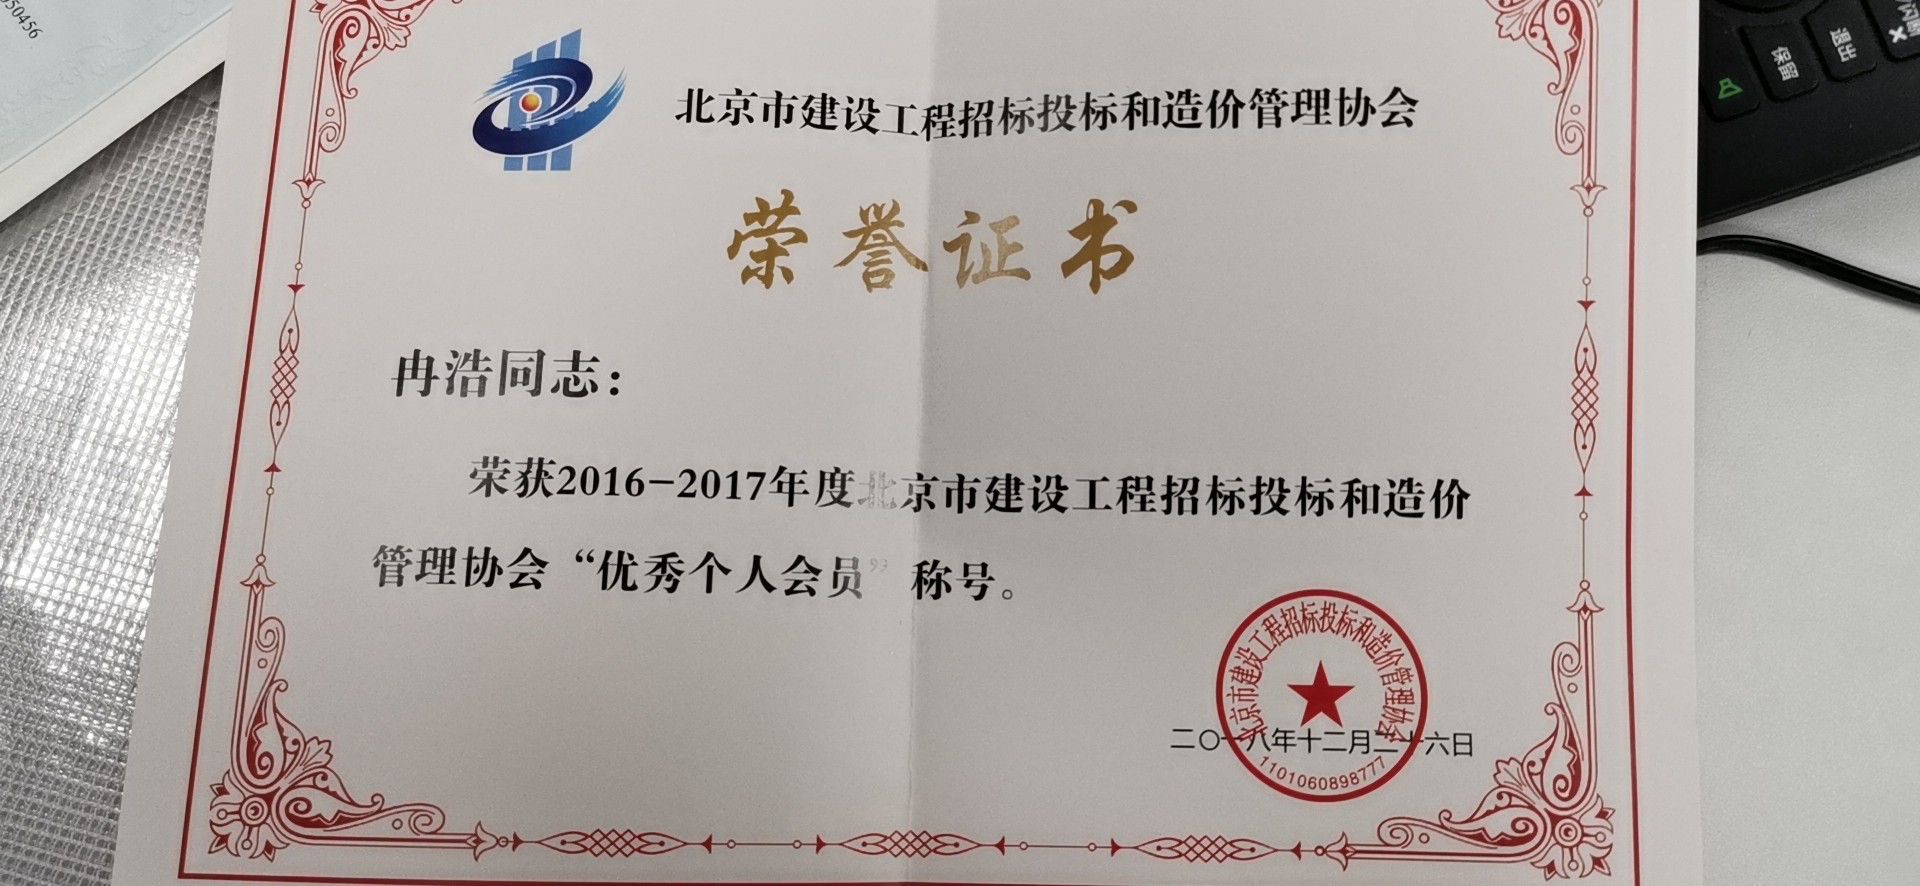 050456
保留
退出
北京市建设工程招标投标和造价管理协会
荣誉证书
冉浩同志：
荣获2016-2017年度北京市建设工程招标投标和造价
管理协会“优秀个人会员”称号。
北京市建设工程招标投标和造价管理协会
二〇一八年十二月二十六日
1101060898777